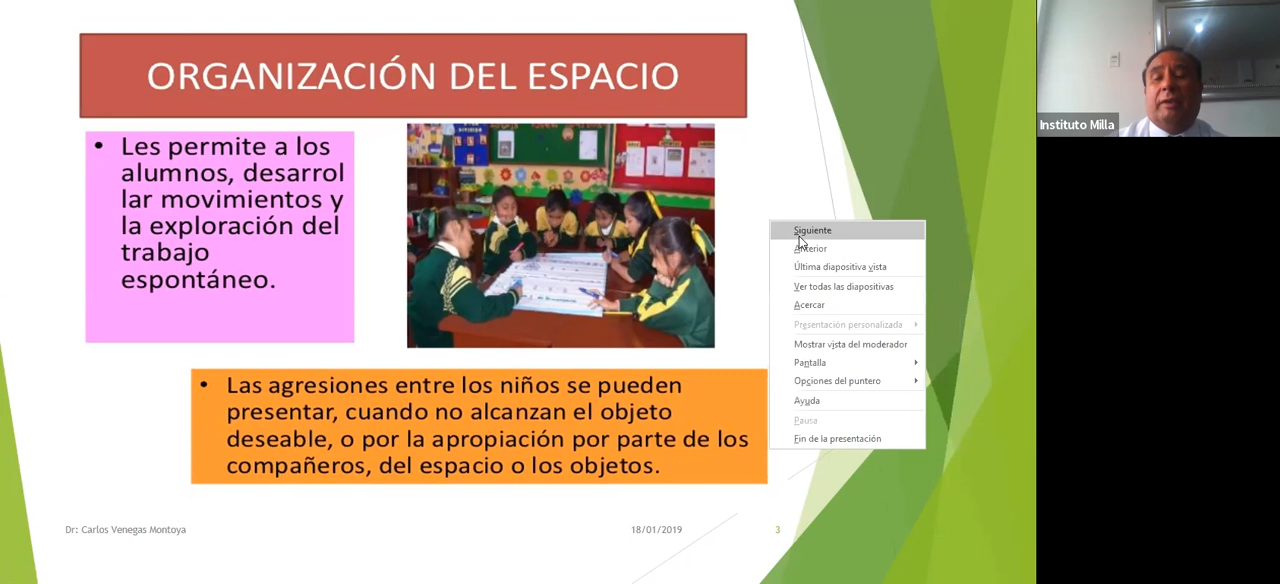 ORGANIZACIÓN DEL ESPACIO
• Les permite a los
alumnos, desarrol
lar movimientos y
la exploración del
trabajo
espontáneo.
• Las agresiones entre los niños se pueden
presentar, cuando no alcanzan el objeto
deseable, o por la apropiación por parte de los
compañeros, del espacio o los objetos.
Dr: Carlos Venegas Montoya
18/01/2019
3
Siguiente
Anterior
Última diapositiva vista
Ver todas las diapositivas
Acercar
Presentación personalizada
Mostrar vista del moderador
Pantalla
Opciones del puntero
Ayuda
Pausa
Fin de la presentación
Instituto Milla